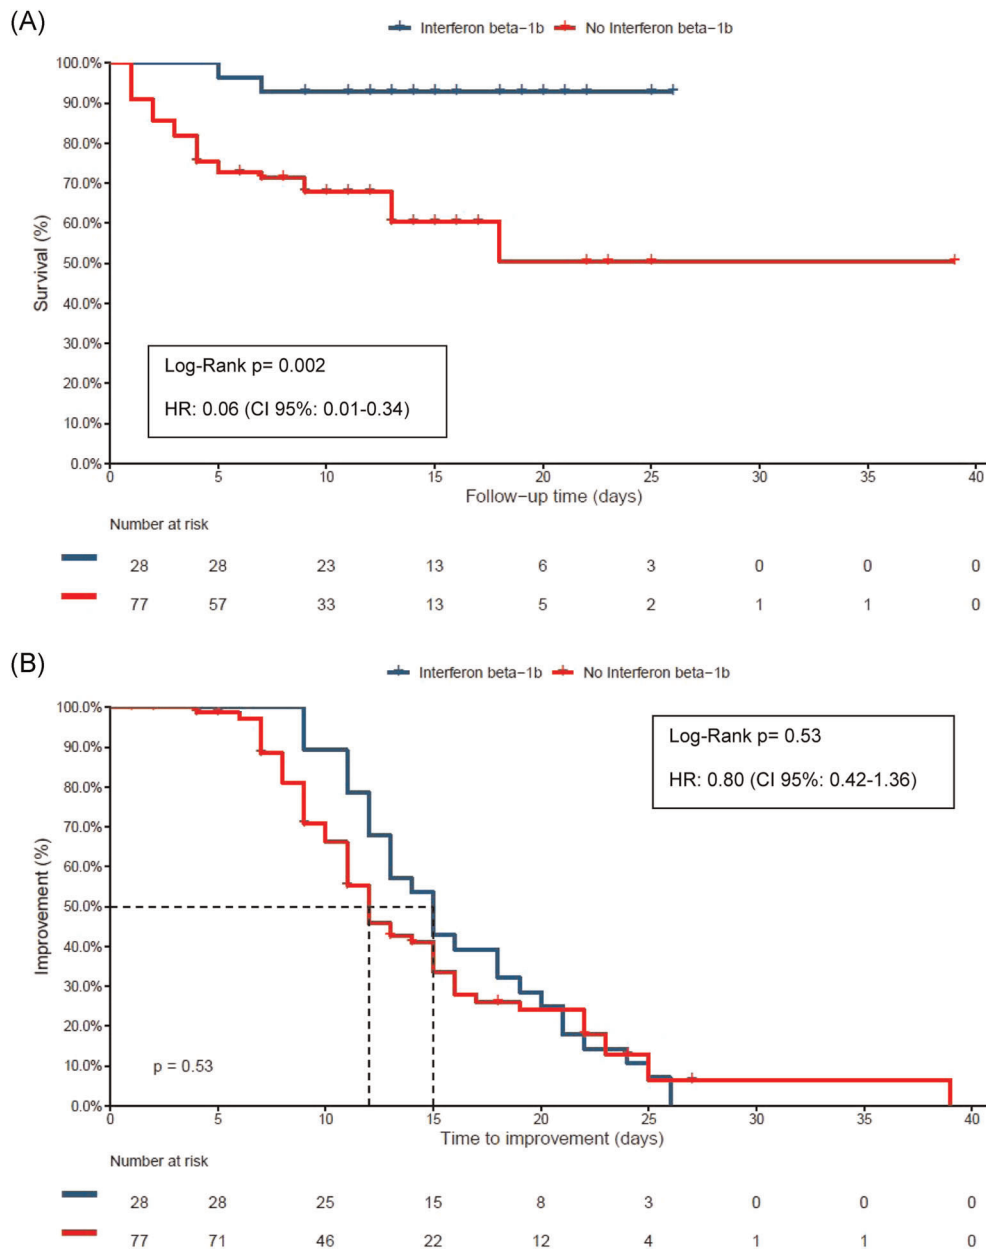 (A)
Interferon beta−1b No Interferon beta−1b
100.0%
90.0%
80.0%
70.0%
60.0%
50.0%
40.0%
30.0%
20.0%
10.0%
0.0%
Survival (%)
Log-Rank p= 0.002
HR: 0.06 (CI 95%: 0.01-0.34)
0 5 10 15 20 25 30 35 40
Follow−up time (days)
Number at risk
28 28 23 13 6 3 0 0 0
77 57 33 13 5 2 1 1 0
(B)
Interferon beta−1b No Interferon beta−1b
100.0%
90.0%
80.0%
70.0%
60.0%
50.0%
40.0%
30.0%
20.0%
10.0%
0.0%
Improvement (%)
Log-Rank p= 0.53
HR: 0.80 (CI 95%: 0.42-1.36)
p = 0.53
0 5 10 15 20 25 30 35 40
Time to improvement (days)
Number at risk
28 28 25 15 8 3 0 0 0
77 71 46 22 12 4 1 1 0